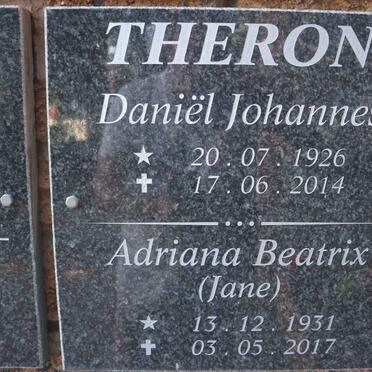 THERON
Daniël Johannes
★ 20 . 07 . 1926
✝ 17 . 06 . 2014
Adriana Beatrix
(Jane)
★ 13 . 12 . 1931
✝ 03 . 05 . 2017